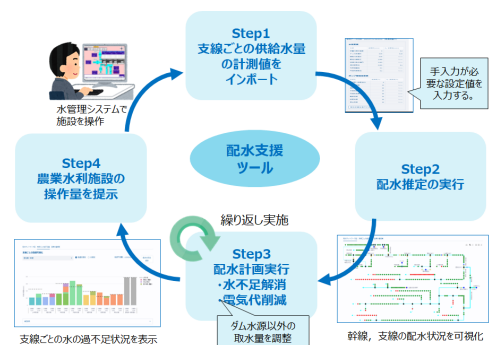 Step1
支線ごとの供給水量
の計測値を
インポート
手入力が必
要な設定値を
入力する。
水管理システムで
施設を操作
Step4
農業水利施設の
操作量を提示
配水支援
ツール
Step2
配水推定の実行
繰り返し実施
Step3
配水計画実行
・水不足解消
・電気代削減
ダム水源以外の
取水量を調整
支線ごとの水の過不足状況を表示
幹線，支線の配水状況を可視化